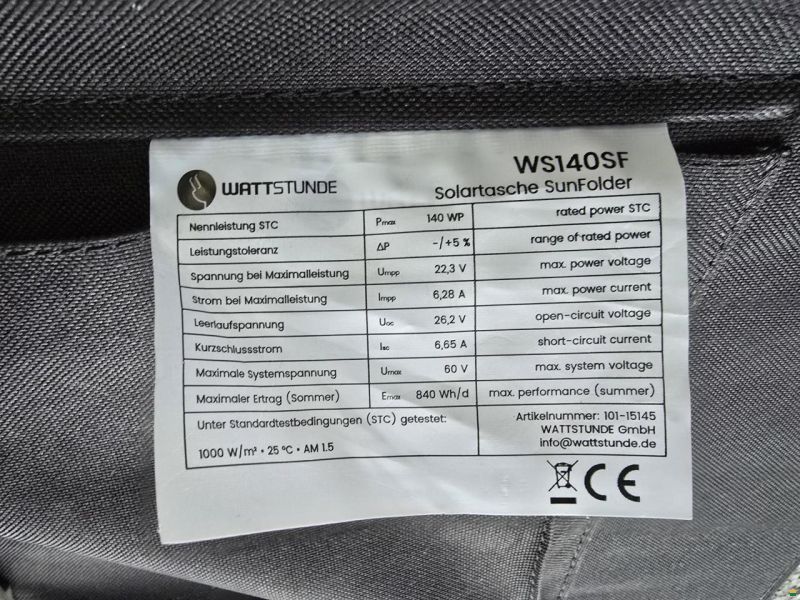 WATTSTUNDE
WS140SF
Solartasche SunFolder
Nennleistung STC Pmax 140 WP rated power STC
Leistungstoleranz ΔP -/+5 % range of rated power
Spannung bei Maximalleistung Umpp 22,3 V max. power voltage
Strom bei Maximalleistung Impp 6,28 A max. power current
Leerlaufspannung Uoc 26,2 V open-circuit voltage
Kurzschlussstrom Isc 6,65 A short-circuit current
Maximale Systemspannung Umax 60 V max. system voltage
Maximaler Ertrag (Sommer) Emax 840 Wh/d max. performance (summer)
Unter Standardtestbedingungen (STC) getestet:
1000 W/m² • 25 °C • AM 1.5
Artikelnummer: 101-15145
WATTSTUNDE GmbH
info@wattstunde.de
CE